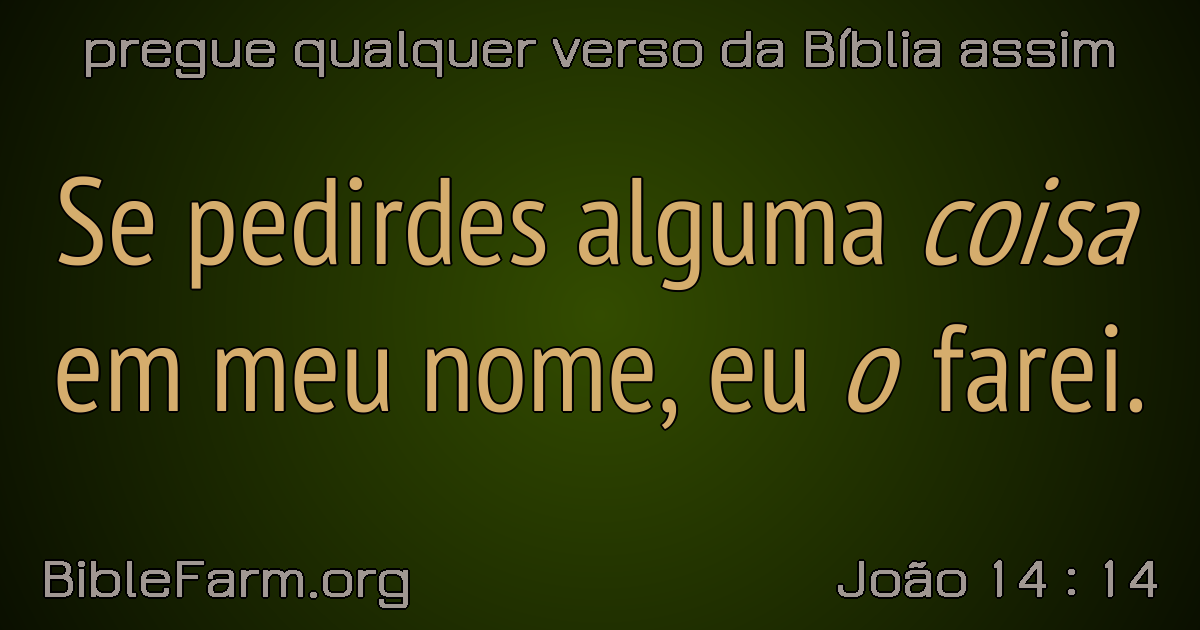 pregue qualquer verso da Bíblia assim
Se pedirdes alguma coisa
em meu nome, eu o farei.
BibleFarm.org
João 14 : 14